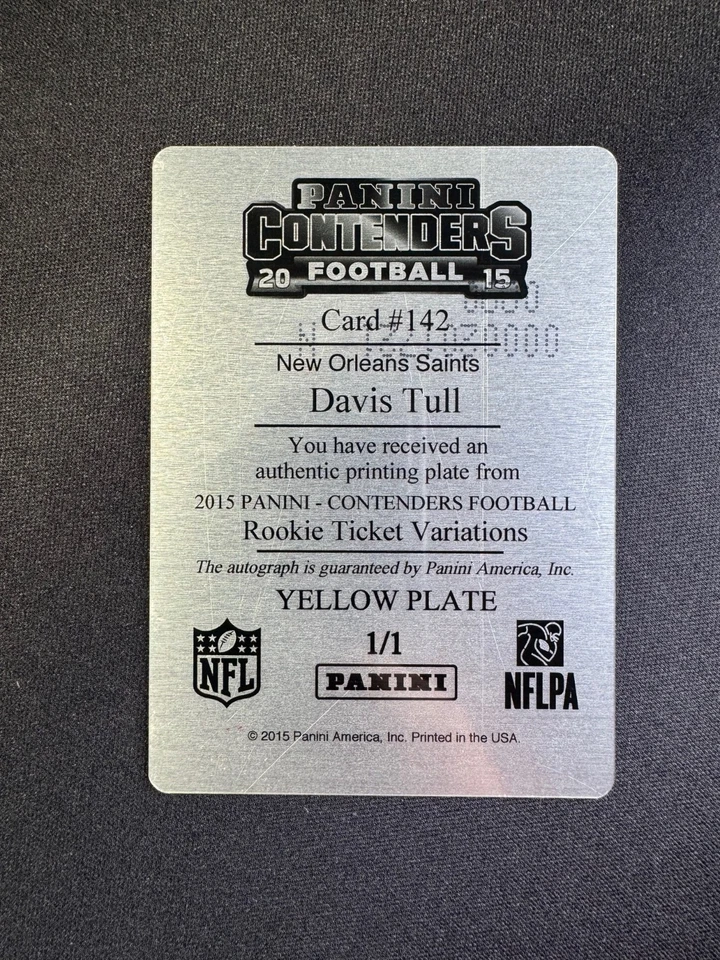 PANINI
CONTENDERS
20 FOOTBALL 15
Card #142
New Orleans Saints
Davis Tull
You have received an
authentic printing plate from
2015 PANINI - CONTENDERS FOOTBALL
Rookie Ticket Variations
The autograph is guaranteed by Panini America, Inc.
YELLOW PLATE
1/1
NFL
PANINI
NFLPA
© 2015 Panini America, Inc. Printed in the USA.